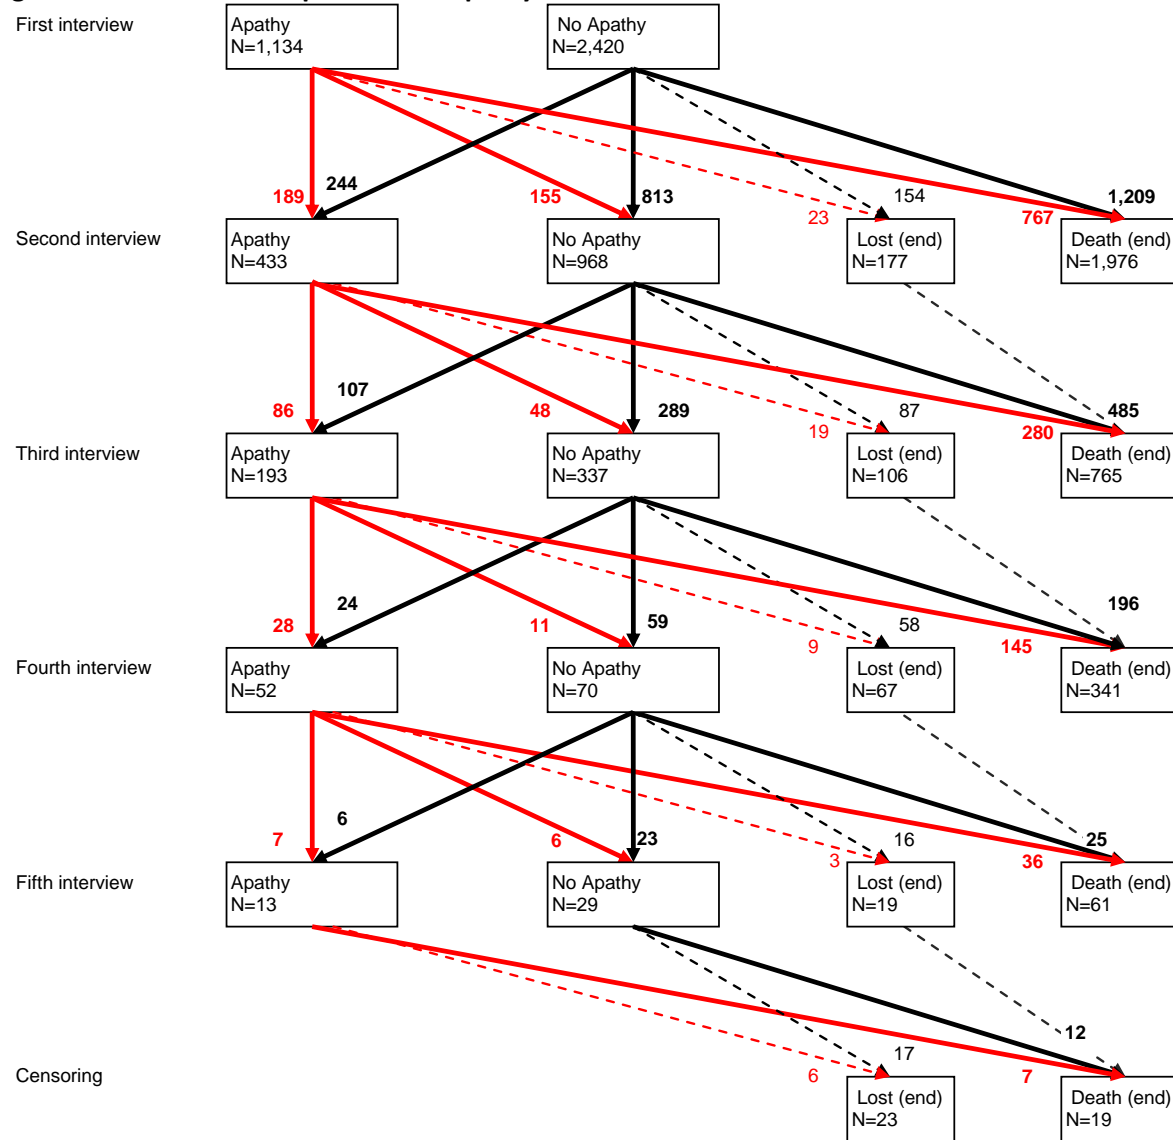 First interview
Apathy
N=1,134
No Apathy
N=2,420
189
244
155
813
23
154
767
1,209
Second interview
Apathy
N=433
No Apathy
N=968
Lost (end)
N=177
Death (end)
N=1,976
86
107
48
289
19
87
280
485
Third interview
Apathy
N=193
No Apathy
N=337
Lost (end)
N=106
Death (end)
N=765
28
24
11
59
9
58
145
196
Fourth interview
Apathy
N=52
No Apathy
N=70
Lost (end)
N=67
Death (end)
N=341
7
6
6
23
3
16
36
25
Fifth interview
Apathy
N=13
No Apathy
N=29
Lost (end)
N=19
Death (end)
N=61
6
17
7
12
Censoring
Lost (end)
N=23
Death (end)
N=19